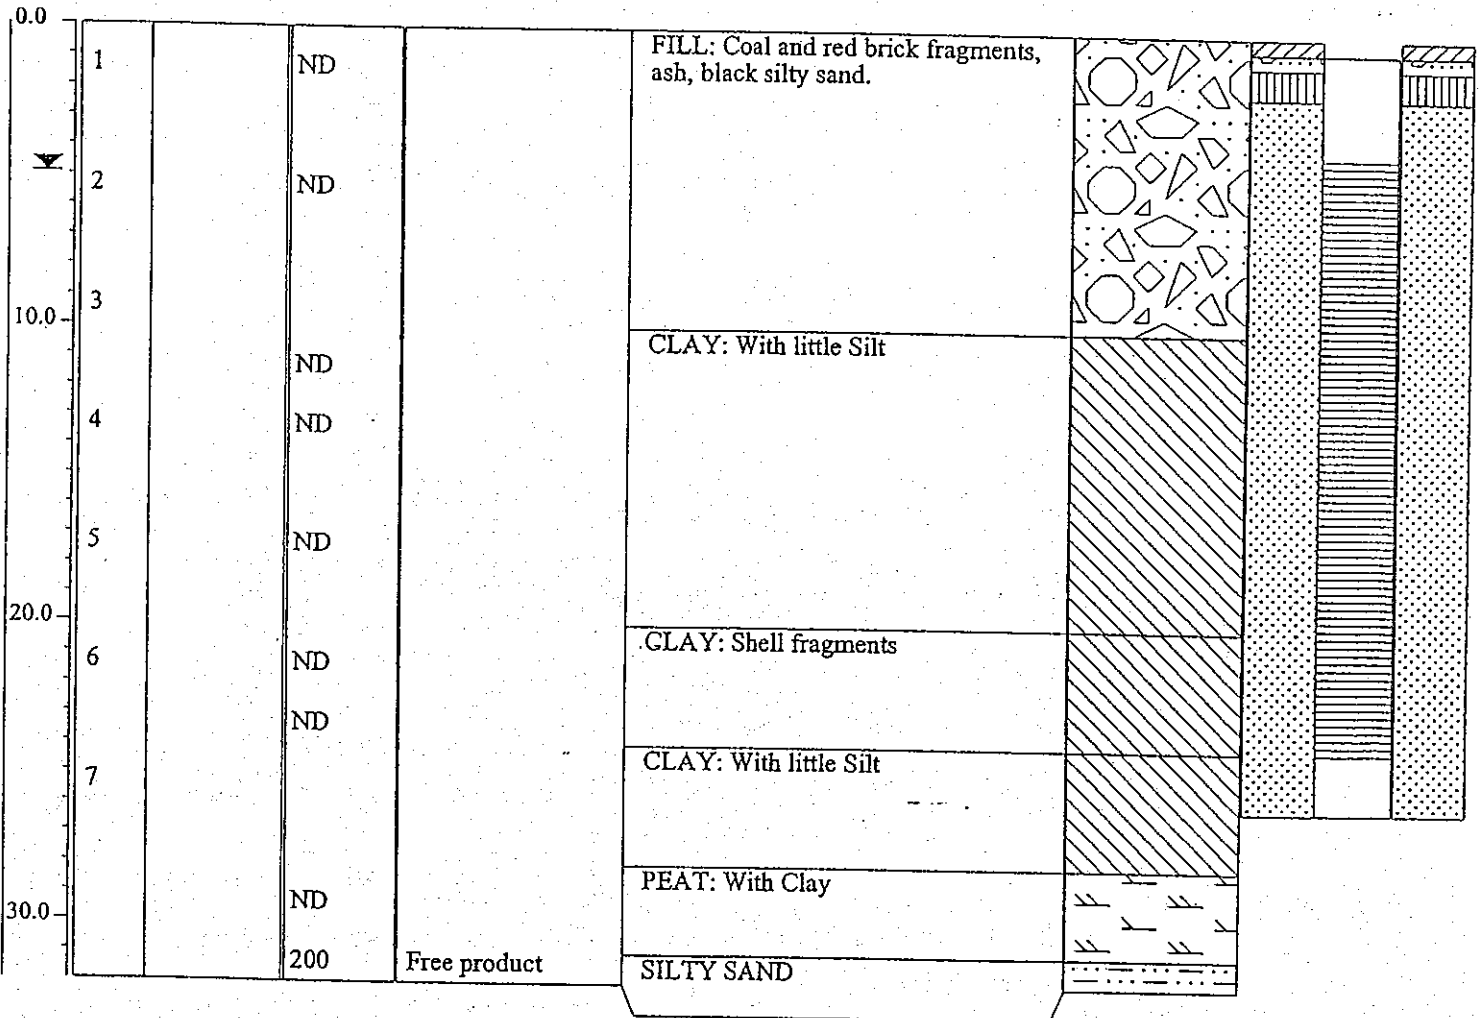 0.0
1
ND
FILL: Coal and red brick fragments,
ash, black silty sand.
2
ND
3
10.0
CLAY: With little Silt
ND
4
ND
5
ND
20.0
CLAY: Shell fragments
6
ND
ND
CLAY: With little Silt
7
PEAT: With Clay
ND
30.0
200
Free product
SILTY SAND